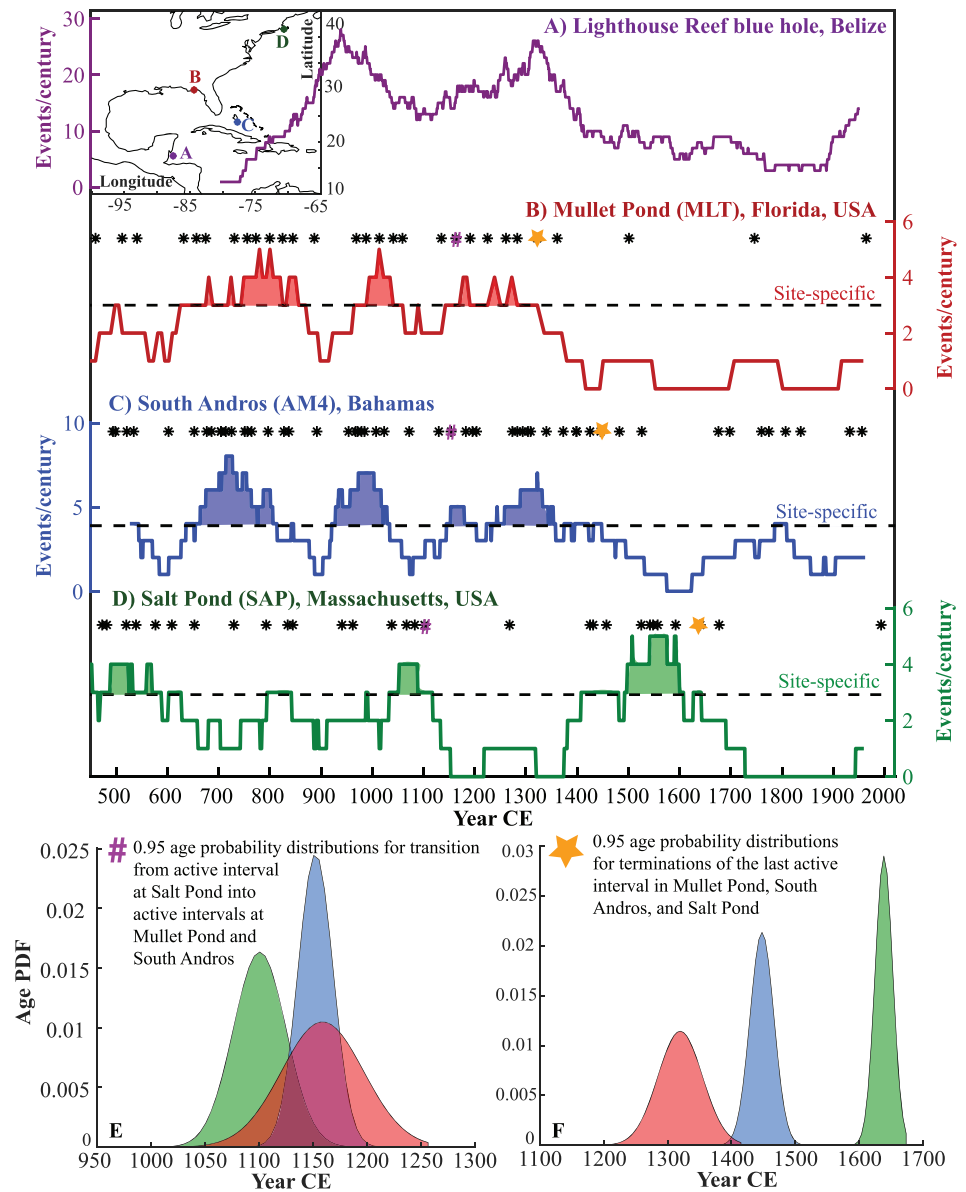 A) Lighthouse Reef blue hole, Belize
Events/century
30
20
10
0
D
B
C
A
Latitude
40
30
20
10
Longitude
-95
-85
-75
-65
B) Mullet Pond (MLT), Florida, USA
#
Site-specific
6
4
2
0
Events/century
C) South Andros (AM4), Bahamas
10
5
0
Events/century
#
Site-specific
D) Salt Pond (SAP), Massachusetts, USA
#
Site-specific
6
4
2
0
Events/century
500 600 700 800 900 1000 1100 1200 1300 1400 1500 1600 1700 1800 1900 2000
Year CE
# 0.95 age probability distributions for transition
from active interval
at Salt Pond into
active intervals at
Mullet Pond and
South Andros
Age PDF
0.025
0.02
0.015
0.01
0.005
0
E
950 1000 1050 1100 1150 1200 1250 1300
Year CE
0.95 age probability distributions
for terminations of the last active
interval in Mullet Pond, South
Andros, and Salt Pond
0.03
0.025
0.02
0.015
0.01
0.005
0
F
1100 1200 1300 1400 1500 1600 1700
Year CE